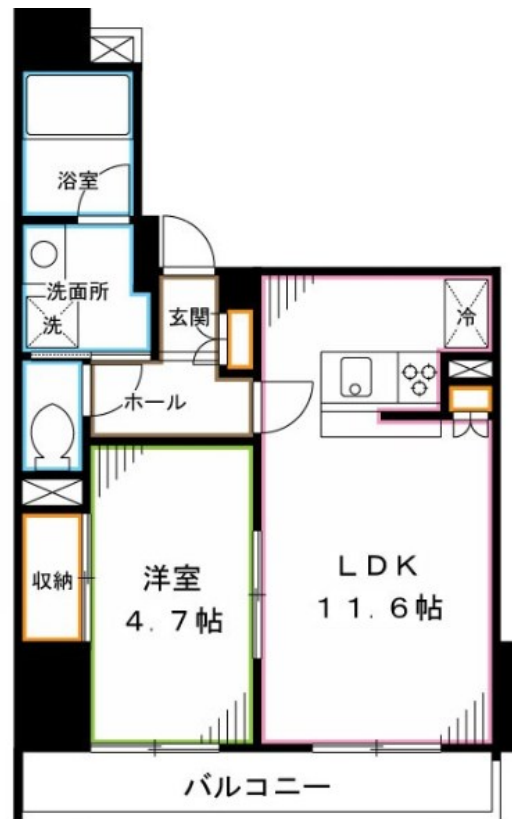 浴室
洗面所
洗
玄関
冷
ホール
収納
洋室
4.7帖
LDK
11.6帖
バルコニー